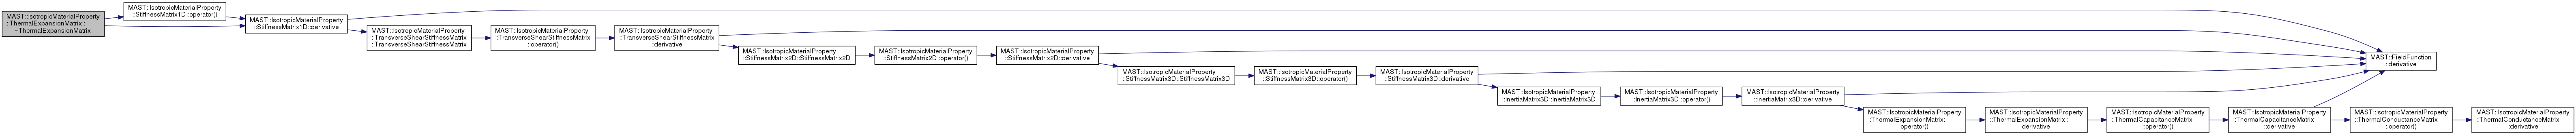 MAST::IsotropicMaterialProperty
::ThermalExpansionMatrix::
~ThermalExpansionMatrix
MAST::IsotropicMaterialProperty
::StiffnessMatrix1D::operator()
MAST::IsotropicMaterialProperty
::StiffnessMatrix1D::derivative
MAST::IsotropicMaterialProperty
::TransverseShearStiffnessMatrix
::TransverseShearStiffnessMatrix
MAST::IsotropicMaterialProperty
::TransverseShearStiffnessMatrix
::operator()
MAST::IsotropicMaterialProperty
::TransverseShearStiffnessMatrix
::derivative
MAST::IsotropicMaterialProperty
::StiffnessMatrix2D::StiffnessMatrix2D
MAST::IsotropicMaterialProperty
::StiffnessMatrix2D::operator()
MAST::IsotropicMaterialProperty
::StiffnessMatrix2D::derivative
MAST::IsotropicMaterialProperty
::StiffnessMatrix3D::StiffnessMatrix3D
MAST::IsotropicMaterialProperty
::StiffnessMatrix3D::operator()
MAST::IsotropicMaterialProperty
::StiffnessMatrix3D::derivative
MAST::IsotropicMaterialProperty
::InertiaMatrix3D::InertiaMatrix3D
MAST::IsotropicMaterialProperty
::InertiaMatrix3D::operator()
MAST::IsotropicMaterialProperty
::InertiaMatrix3D::derivative
MAST::IsotropicMaterialProperty
::ThermalExpansionMatrix::
operator()
MAST::IsotropicMaterialProperty
::ThermalExpansionMatrix::
derivative
MAST::IsotropicMaterialProperty
::ThermalCapacitanceMatrix
::operator()
MAST::IsotropicMaterialProperty
::ThermalCapacitanceMatrix
::derivative
MAST::FieldFunction
::derivative
MAST::IsotropicMaterialProperty
::ThermalConductanceMatrix
::operator()
MAST::IsotropicMaterialProperty
::ThermalConductanceMatrix
::derivative